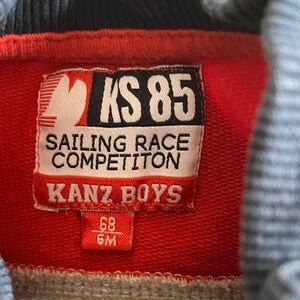 KS 85
SAILING RACE
COMPETITON
KANZ BOYS
68
6M